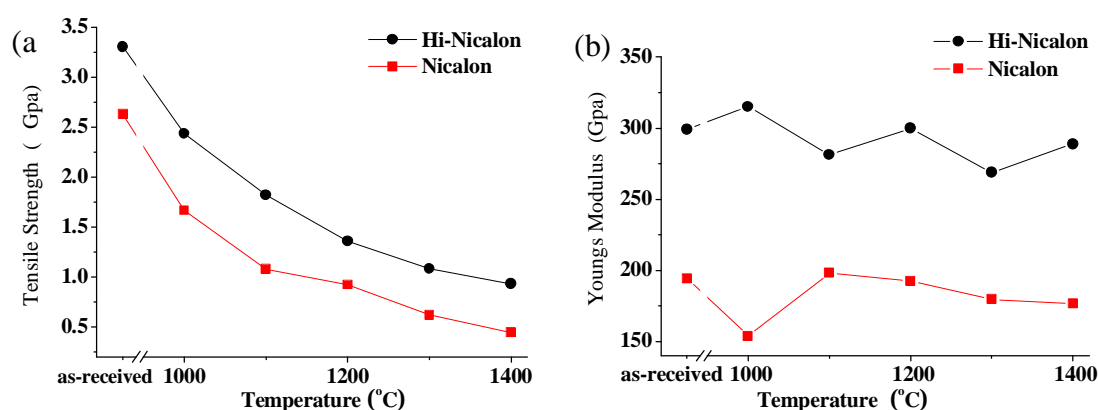 (a
Hi-Nicalon
Nicalon
3.5
3.0
2.5
2.0
1.5
1.0
0.5
Tensile Strength ( Gpa)
as-received 1000 1200 1400
Temperature (°C)
(b)
Hi-Nicalon
Nicalon
350
300
250
200
150
Youngs Modulus (Gpa)
as-received 1000 1200 1400
Temperature (°C)